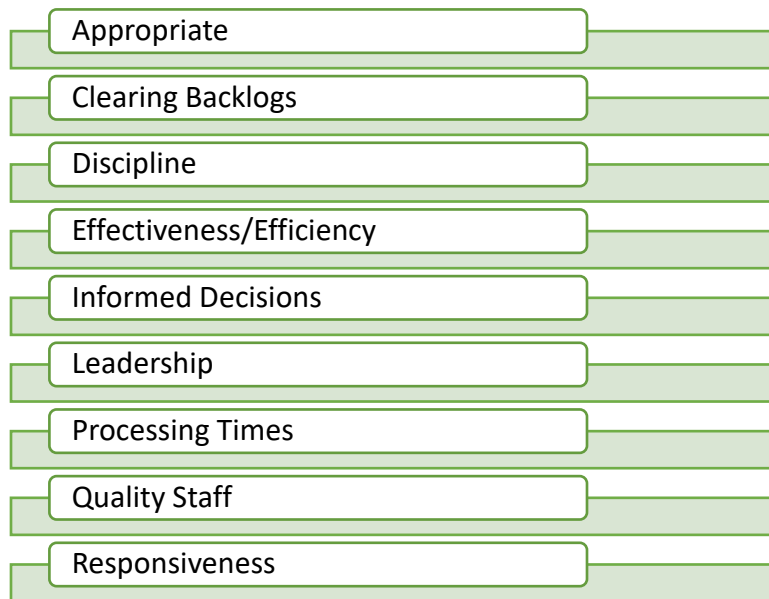 Appropriate
Clearing Backlogs
Discipline
Effectiveness/Efficiency
Informed Decisions
Leadership
Processing Times
Quality Staff
Responsiveness